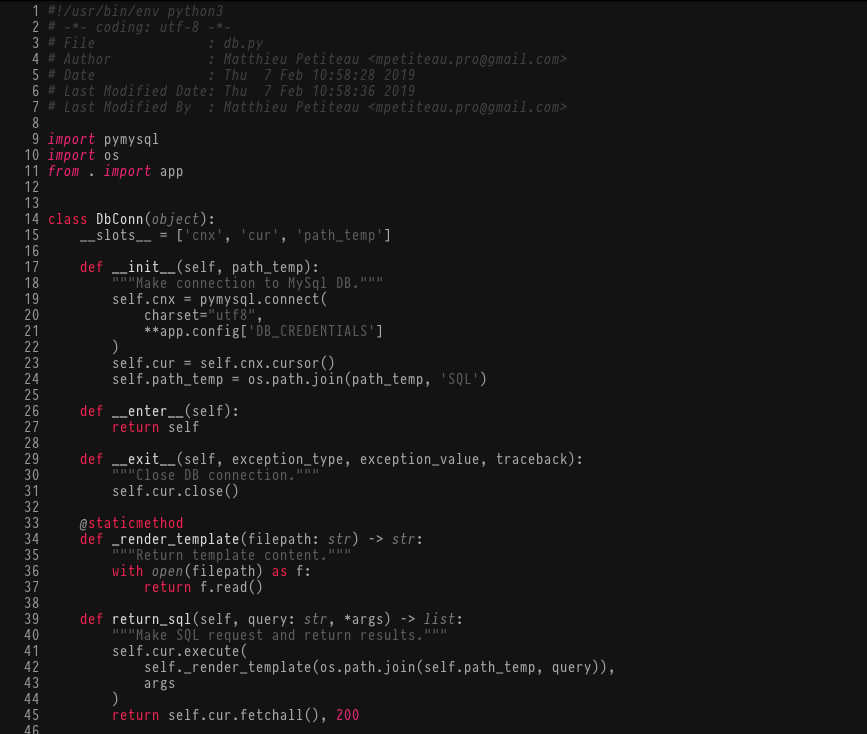 1 #!/usr/bin/env python3
2 # -*- coding: utf-8 -*-
3 # File              : db.py
4 # Author            : Matthieu Petiteau <mpetiteau.pro@gmail.com>
5 # Date              : Thu  7 Feb 10:58:28 2019
6 # Last Modified Date: Thu  7 Feb 10:58:36 2019
7 # Last Modified By  : Matthieu Petiteau <mpetiteau.pro@gmail.com>
8
9 import pymysql
10 import os
11 from . import app
12
13
14 class DbConn(object):
15     __slots__ = ['cnx', 'cur', 'path_temp']
16
17     def __init__(self, path_temp):
18         """Make connection to MySql DB."""
19         self.cnx = pymysql.connect(
20             charset="utf8",
21             **app.config['DB_CREDENTIALS']
22         )
23         self.cur = self.cnx.cursor()
24         self.path_temp = os.path.join(path_temp, 'SQL')
25
26     def __enter__(self):
27         return self
28
29     def __exit__(self, exception_type, exception_value, traceback):
30         """Close DB connection."""
31         self.cur.close()
32
33     @staticmethod
34     def _render_template(filepath: str) -> str:
35         """Return template content."""
36         with open(filepath) as f:
37             return f.read()
38
39     def return_sql(self, query: str, *args) -> list:
40         """Make SQL request and return results."""
41         self.cur.execute(
42             self._render_template(os.path.join(self.path_temp, query)),
43             args
44         )
45         return self.cur.fetchall(), 200
46